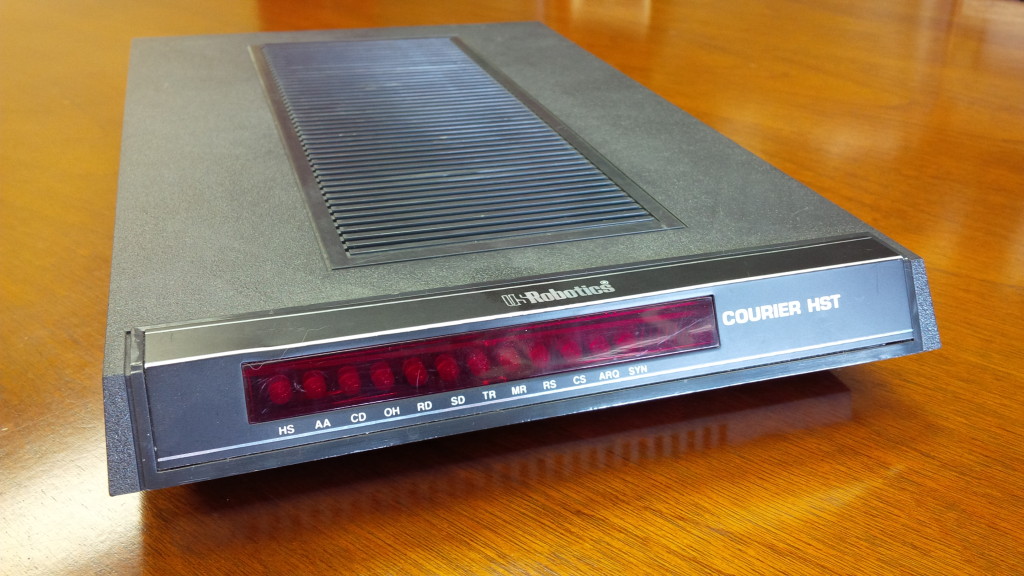 USRobotics
COURIER HST
HS AA CD OH RD SD TR MR RS CS ARQ SYN